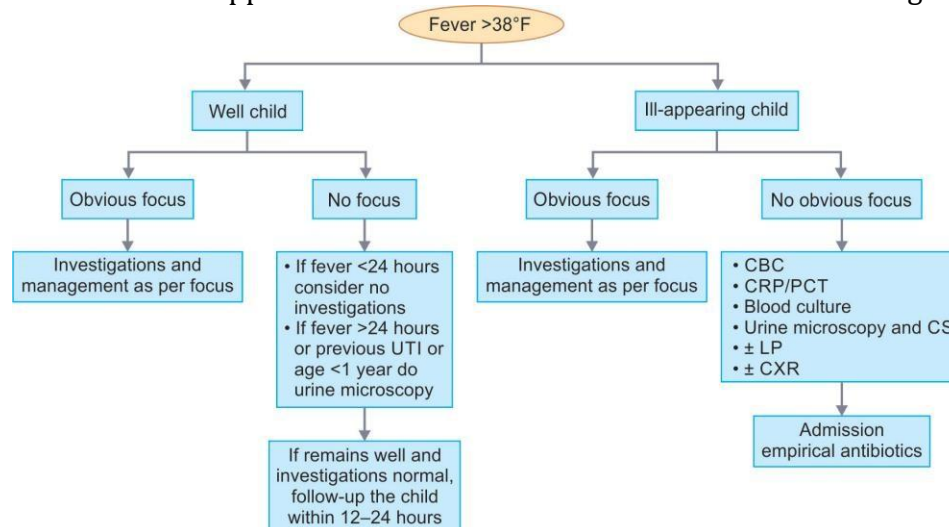 Fever >38°F
Well child
Ill-appearing child
Obvious focus
No focus
Obvious focus
No obvious focus
Investigations and
management as per focus
• If fever <24 hours
consider no
investigations
• If fever >24 hours
or previous UTI or
age <1 year do
urine microscopy
Investigations and
management as per focus
• CBC
• CRP/PCT
• Blood culture
• Urine microscopy and CS
• ± LP
• ± CXR
If remains well and
investigations normal,
follow-up the child
within 12–24 hours
Admission
empirical antibiotics